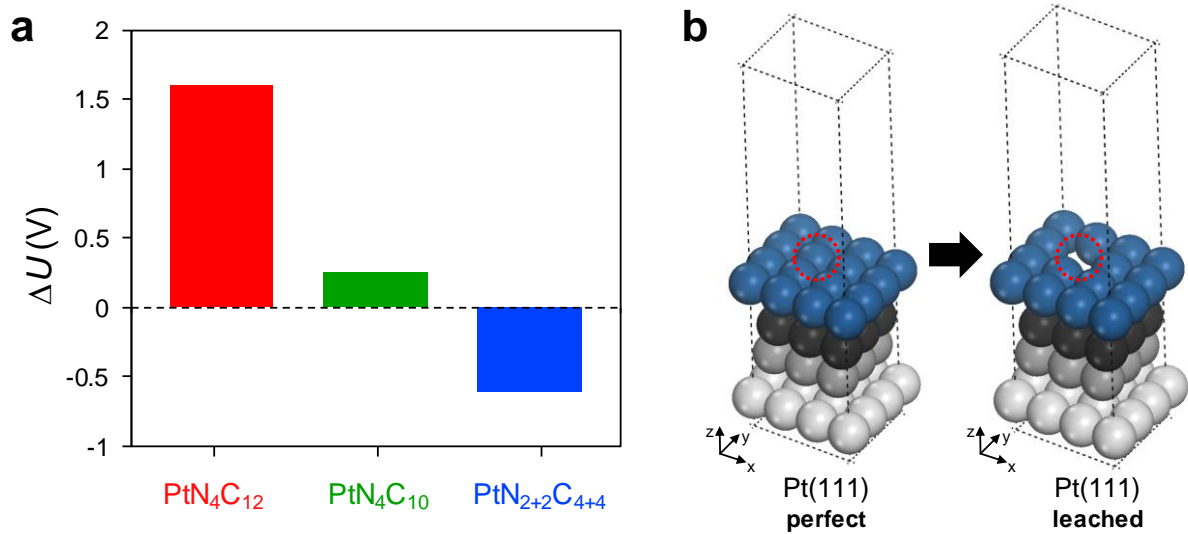 a
2
1.5
1
0.5
0
-0.5
-1
ΔU (V)
PtN₄C₁₂
PtN₄C₁₀
PtN₂₊₂C₄₊₄
b
z
y
x
z
y
x
Pt(111)
perfect
Pt(111)
leached